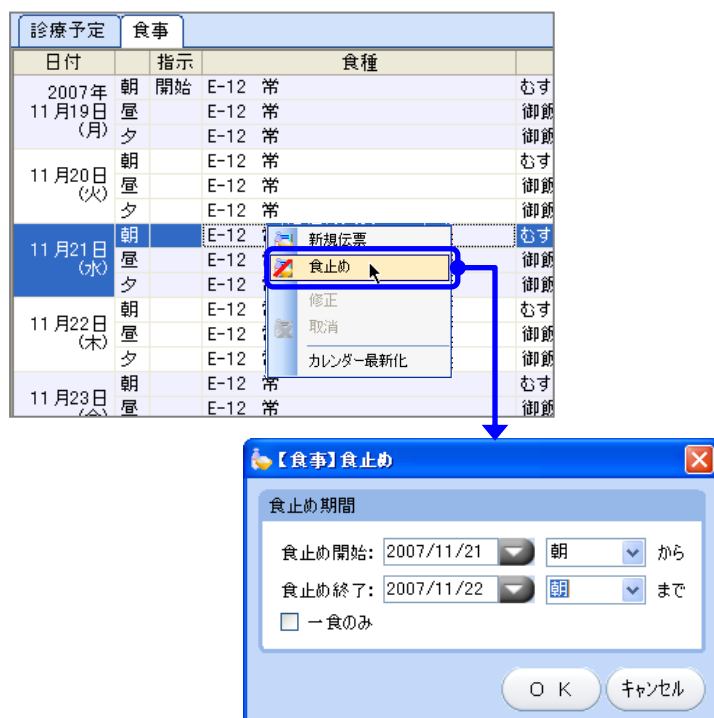 診療予定 食事
日付 指示 食種
2007年 朝 開始 E-12 常 むす
11月19日 昼 E-12 常 御飯
(月) 夕 E-12 常 御飯
朝 E-12 常 むす
11月20日 昼 E-12 常 御飯
(火) 夕 E-12 常 御飯
朝 E-12 むす
11月21日 昼 E-12 御飯
(水) 夕 E-12 御飯
朝 E-12 むす
11月22日 昼 E-12 御飯
(木) 夕 E-12 御飯
朝 E-12 常 むす
11月23日 昼 E-12 常 御飯
新規伝票
食止め
修正
取消
カレンダー最新化
【食事】食止め
食止め期間
食止め開始: 2007/11/21 朝 から
食止め終了: 2007/11/22 朝 まで
一食のみ
OK キャンセル